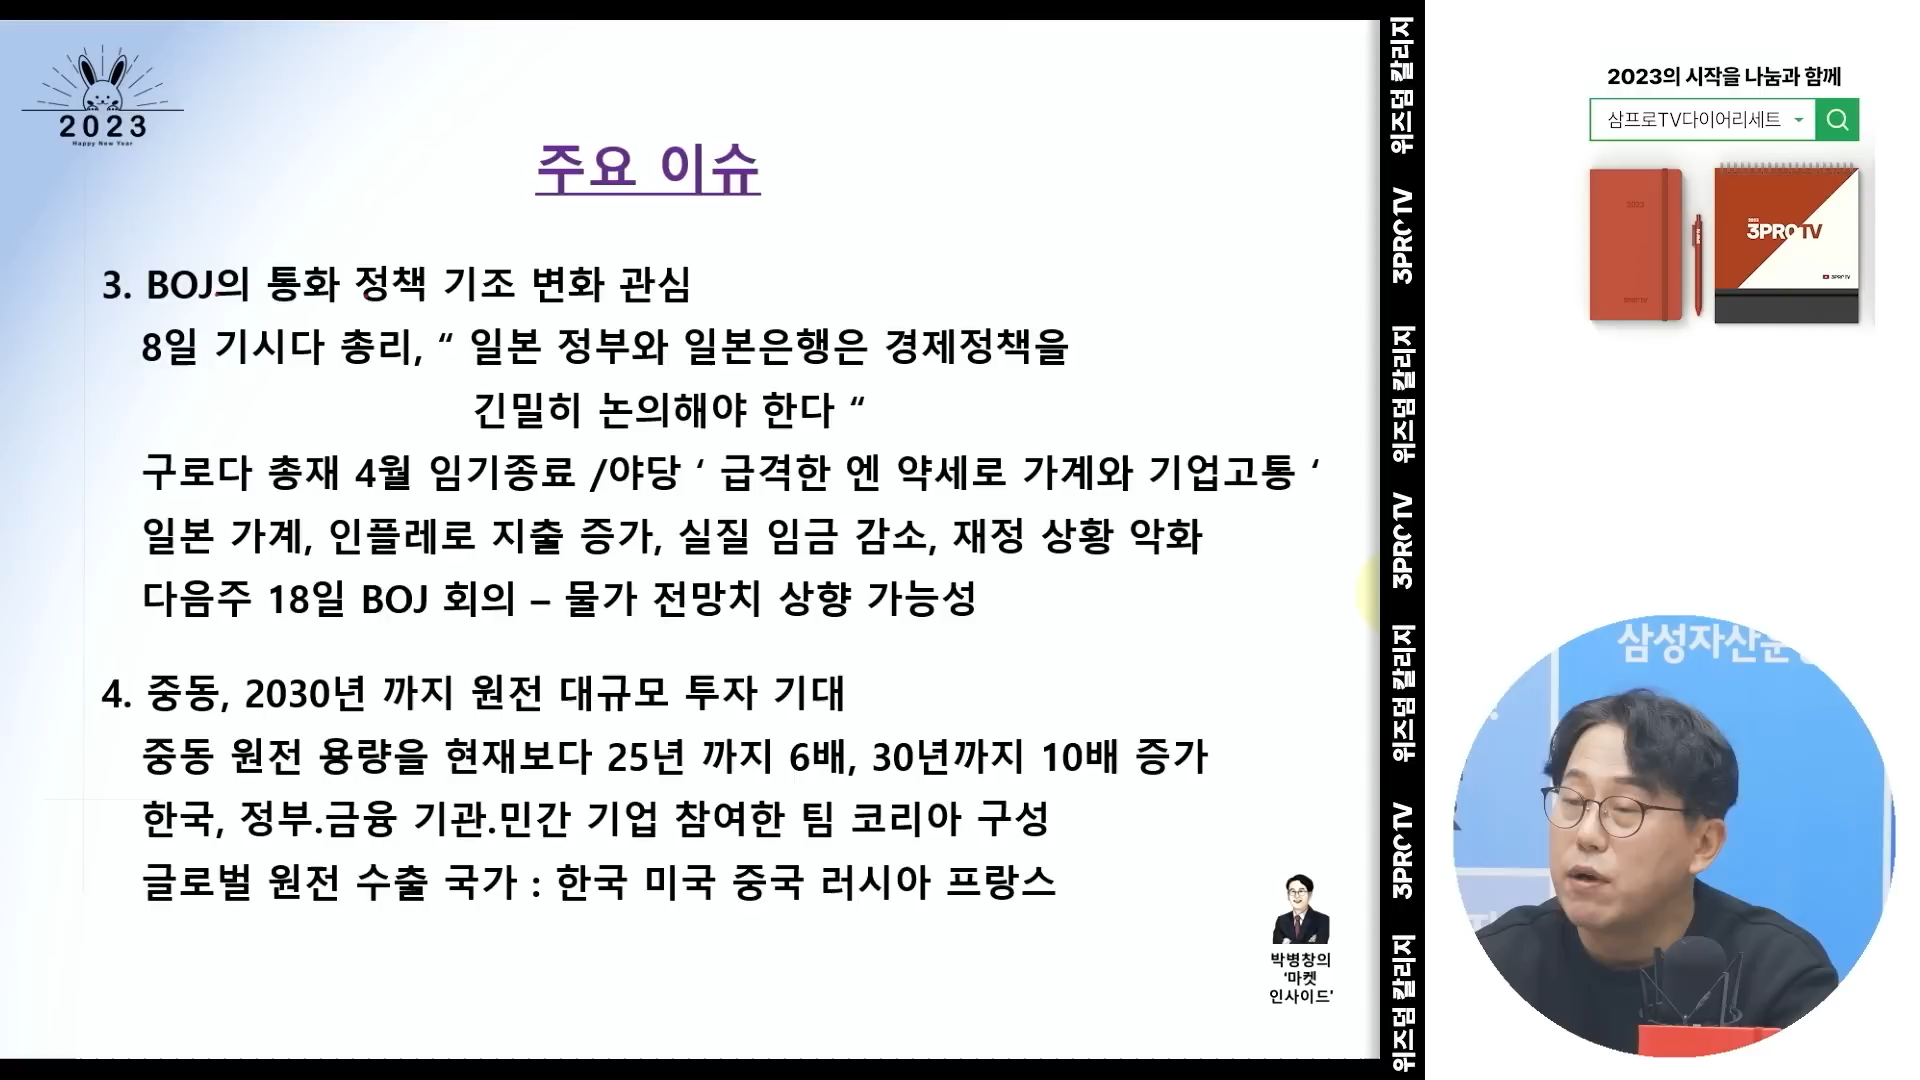 2023
Happy New Year
주요 이슈
3. BOJ의 통화 정책 기조 변화 관심
8일 기시다 총리, “ 일본 정부와 일본은행은 경제정책을
긴밀히 논의해야 한다 “
구로다 총재 4월 임기종료 /야당 ‘ 급격한 엔 약세로 가계와 기업고통 ‘
일본 가계, 인플레로 지출 증가, 실질 임금 감소, 재정 상황 악화
다음주 18일 BOJ 회의 – 물가 전망치 상향 가능성
4. 중동, 2030년 까지 원전 대규모 투자 기대
중동 원전 용량을 현재보다 25년 까지 6배, 30년까지 10배 증가
한국, 정부.금융 기관.민간 기업 참여한 팀 코리아 구성
글로벌 원전 수출 국가 : 한국 미국 중국 러시아 프랑스
박병창의
‘마켓
인사이드’
위즈덤 칼리지
3PROTV
위즈덤 칼리지
3PROTV
위즈덤 칼리지
3PROTV
위즈덤 칼리지
2023의 시작을 나눔과 함께
삼프로TV다이어리세트
2023
3PROTV
2023
3PROTV
3PROTV
삼성자산운